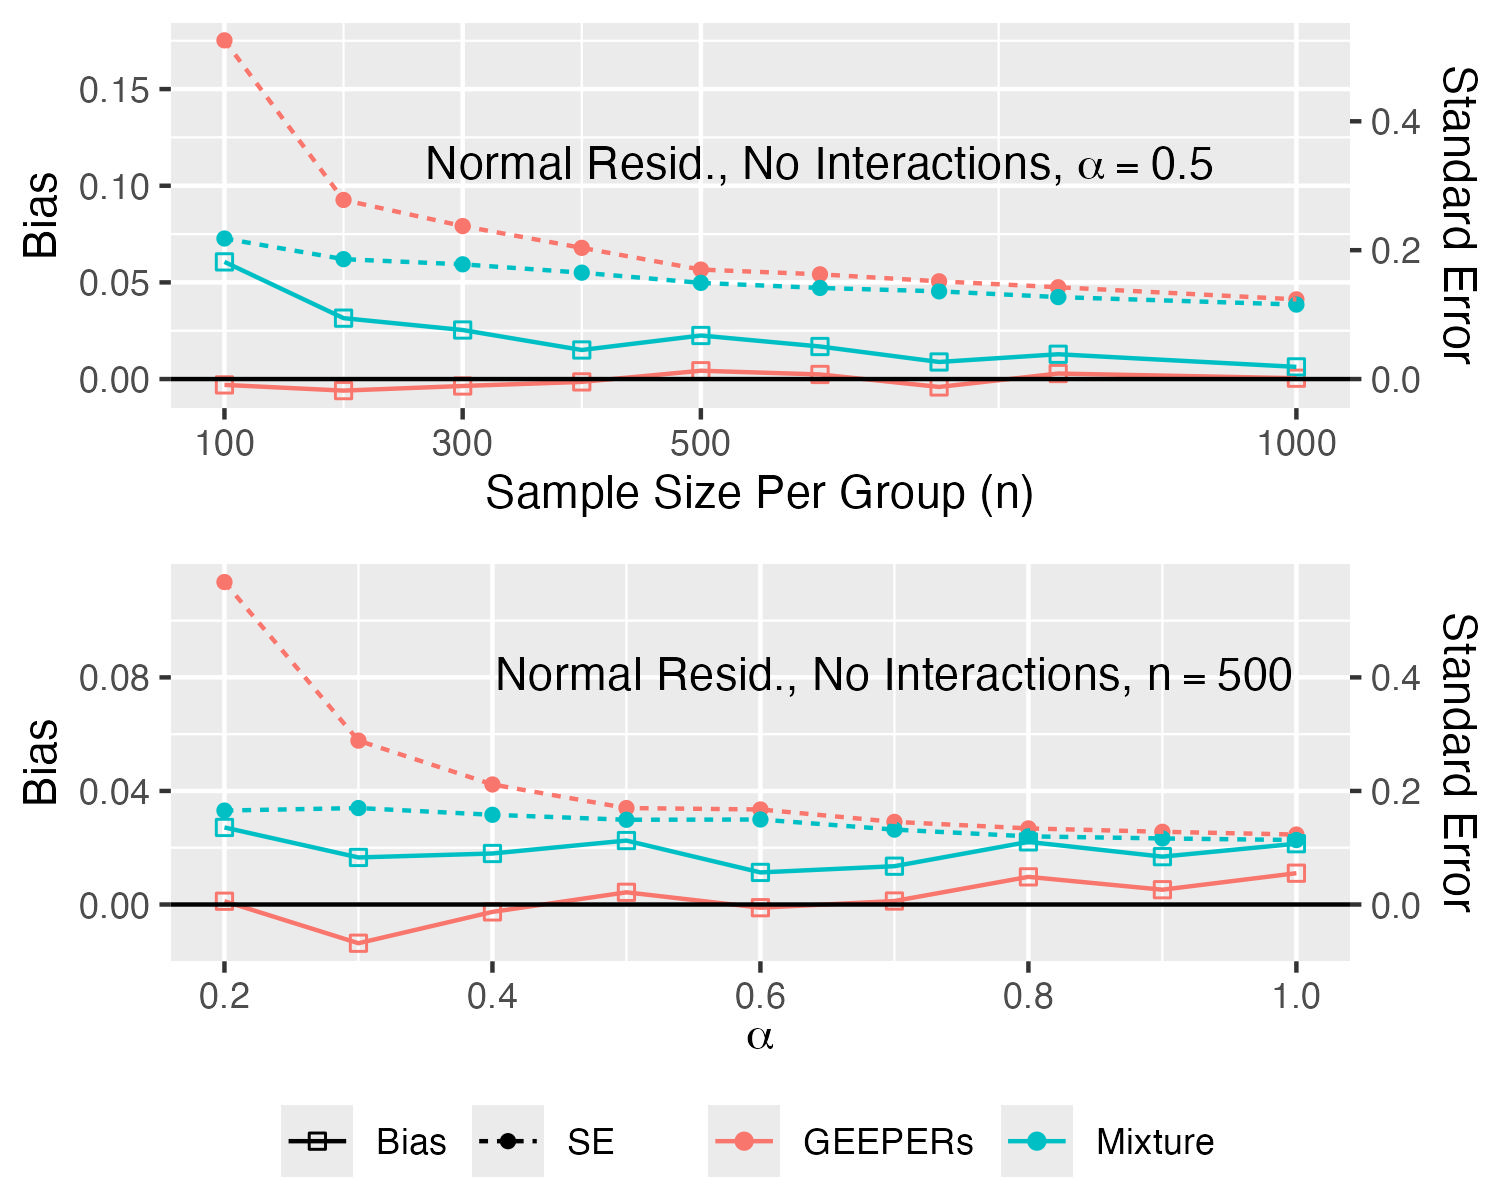 0.15
0.10
0.05
0.00
Bias
Normal Resid., No Interactions, α = 0.5
0.4
0.2
0.0
Standard Error
100 300 500 1000
Sample Size Per Group (n)
0.08
0.04
0.00
Bias
Normal Resid., No Interactions, n = 500
0.4
0.2
0.0
Standard Error
0.2 0.4 0.6 0.8 1.0
α
Bias SE GEEPERs Mixture